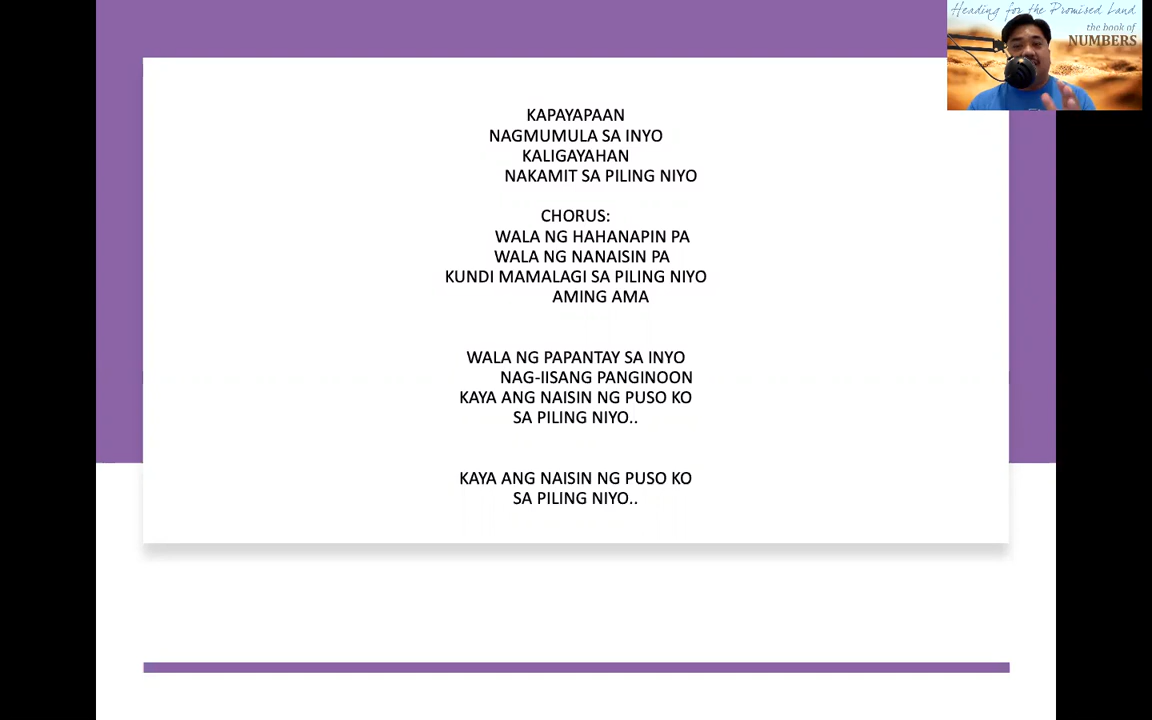 Heading for the Promised Land
the book of
NUMBERS
KAPAYAPAAN
NAGMUMULA SA INYO
KALIGAYAHAN
NAKAMIT SA PILING NIYO
CHORUS:
WALA NG HAHANAPIN PA
WALA NG NANAISIN PA
KUNDI MAMALAGI SA PILING NIYO
AMING AMA
WALA NG PAPANTAY SA INYO
NAG-IISANG PANGINOON
KAYA ANG NAISIN NG PUSO KO
SA PILING NIYO..
KAYA ANG NAISIN NG PUSO KO
SA PILING NIYO..